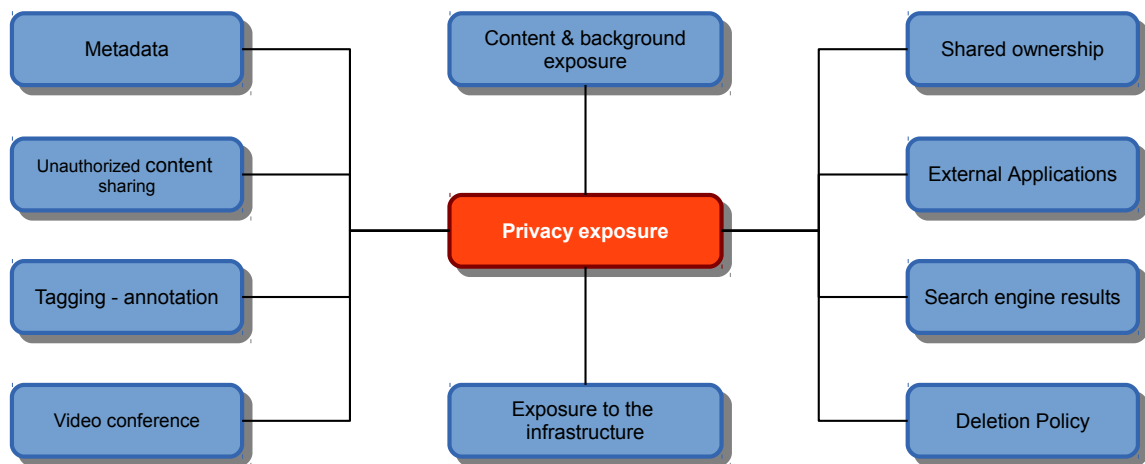 Metadata
Content & background
exposure
Shared ownership
Unauthorized content
sharing
External Applications
Privacy exposure
Tagging - annotation
Search engine results
Video conference
Exposure to the
infrastructure
Deletion Policy